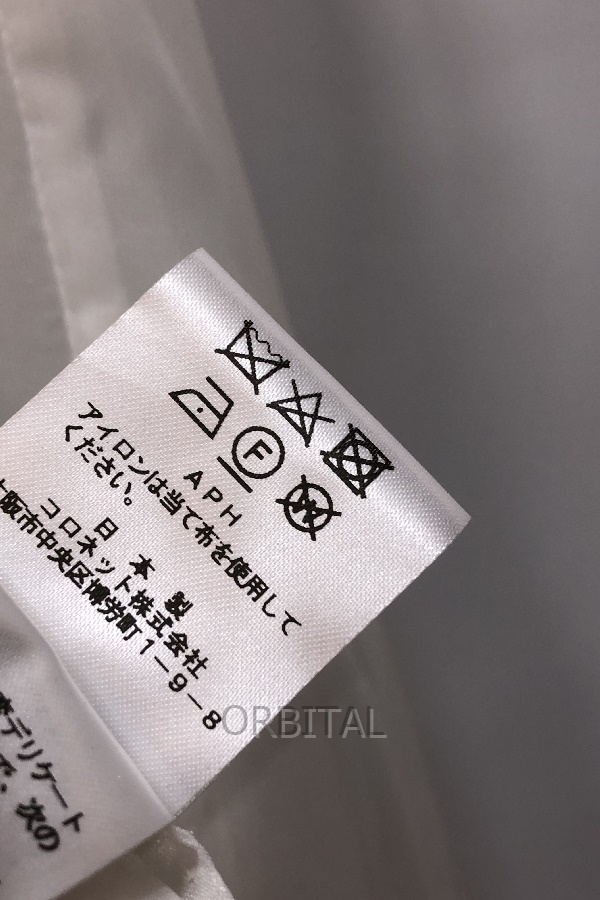 F
W
APH
アイロンは当て布を使用して
ください。
日本製
コロネット株式会社
大阪市中央区博労町1-9-8
デリケート
次の
ORBITAL